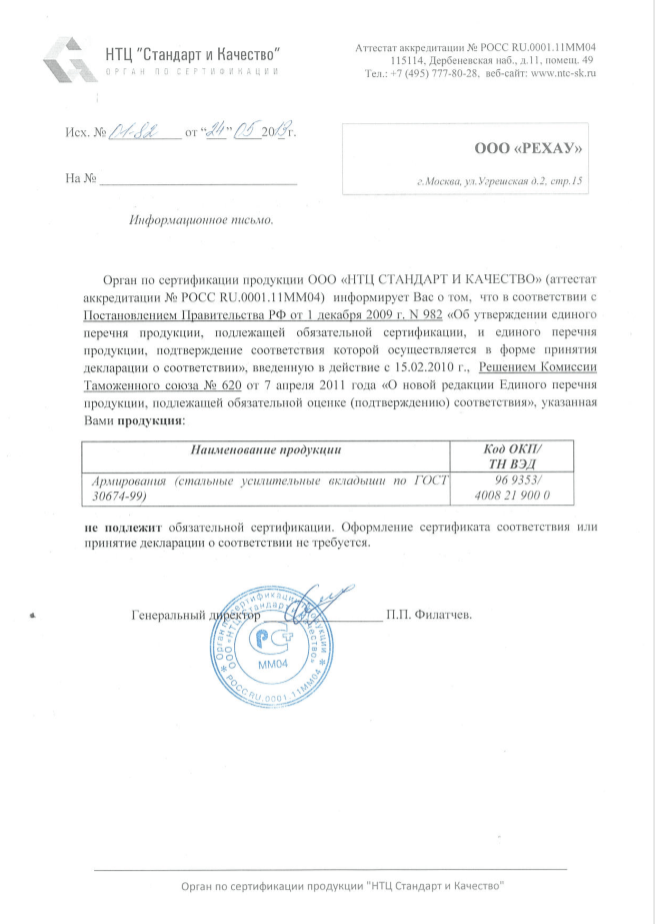 НТЦ "Стандарт и Качество"
ОРГАН ПО СЕРТИФИКАЦИИ
Аттестат аккредитации № РОСС RU.0001.11ММ04
115114, Дербеневская наб., д.11, помещ. 49
Тел.: +7 (495) 777-80-28, веб-сайт: www.ntc-sk.ru
Исх. № 01-82 от “24” 05 2013 г.
На №
ООО «РЕХАУ»
г.Москва, ул.Угрешская д.2, стр.15
Информационное письмо.
Орган по сертификации продукции ООО «НТЦ СТАНДАРТ И КАЧЕСТВО» (аттестат
аккредитации № РОСС RU.0001.11ММ04) информирует Вас о том, что в соответствии с
Постановлением Правительства РФ от 1 декабря 2009 г. N 982 «Об утверждении единого
перечня продукции, подлежащей обязательной сертификации, и единого перечня
продукции, подтверждение соответствия которой осуществляется в форме принятия
декларации о соответствии», введенную в действие с 15.02.2010 г., Решением Комиссии
Таможенного союза № 620 от 7 апреля 2011 года «О новой редакции Единого перечня
продукции, подлежащей обязательной оценке (подтверждению) соответствия», указанная
Вами продукция:
Наименование продукции
Код ОКП/
ТН ВЭД
Армирования (стальные усилительные вкладыши по ГОСТ
30674-99)
96 9353/
4008 21 900 0
не подлежит обязательной сертификации. Оформление сертификата соответствия или
принятие декларации о соответствии не требуется.
Генеральный директор П.П. Филатчев.
Орган по сертификации продукции
ООО «НТЦ Стандарт и Качество»
ММ04
РОСС RU.0001.11ММ04
Орган по сертификации продукции "НТЦ Стандарт и Качество"